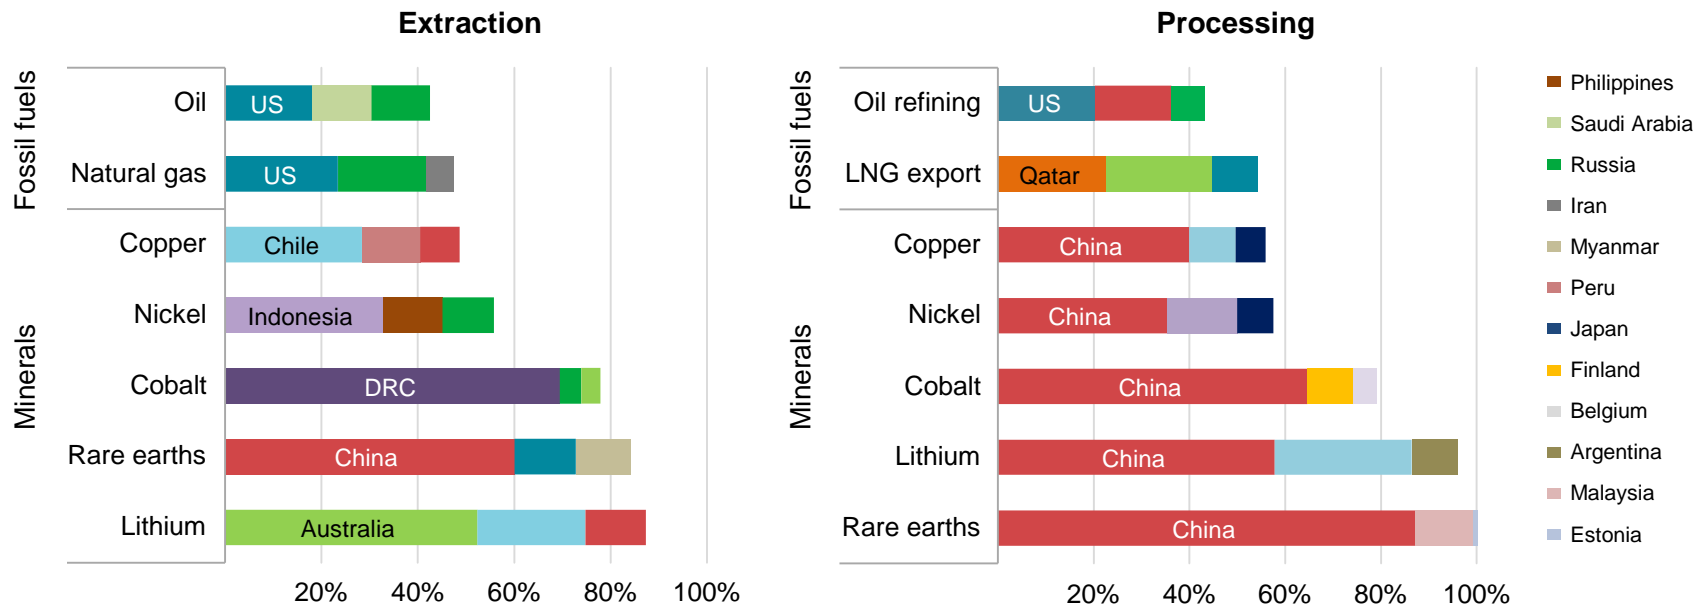 Extraction
Fossil fuels
Oil
US
Natural gas
US
Minerals
Copper
Chile
Nickel
Indonesia
Cobalt
DRC
Rare earths
China
Lithium
Australia
20% 40% 60% 80% 100%
Processing
Fossil fuels
Oil refining
US
LNG export
Qatar
Minerals
Copper
China
Nickel
China
Cobalt
China
Lithium
China
Rare earths
China
20% 40% 60% 80% 100%
Philippines
Saudi Arabia
Russia
Iran
Myanmar
Peru
Japan
Finland
Belgium
Argentina
Malaysia
Estonia